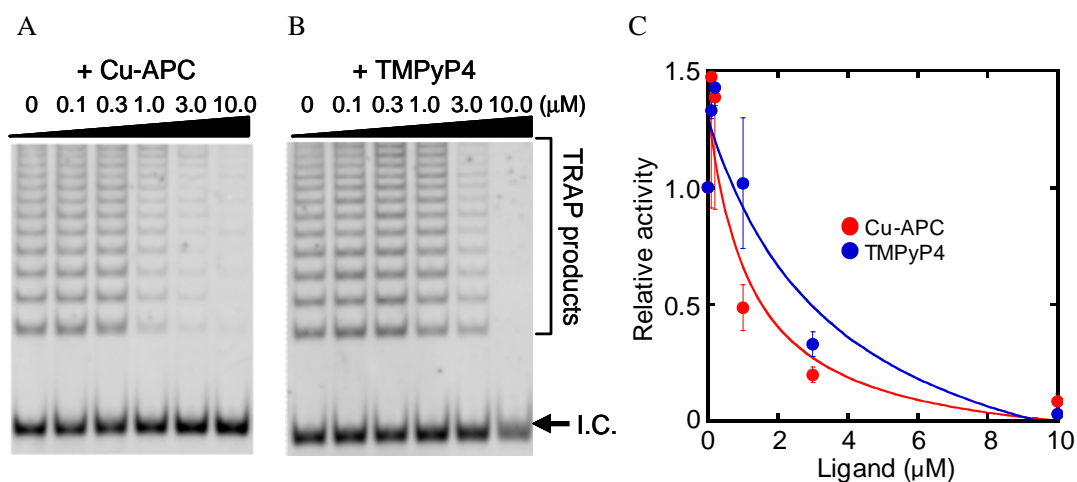 A
+ Cu-APC
0 0.1 0.3 1.0 3.0 10.0
B
+ TMPyP4
0 0.1 0.3 1.0 3.0 10.0 (μM)
TRAP products
I.C.
C
1.5
1.0
0.5
0
Relative activity
Cu-APC
TMPyP4
0 2 4 6 8 10
Ligand (μM)